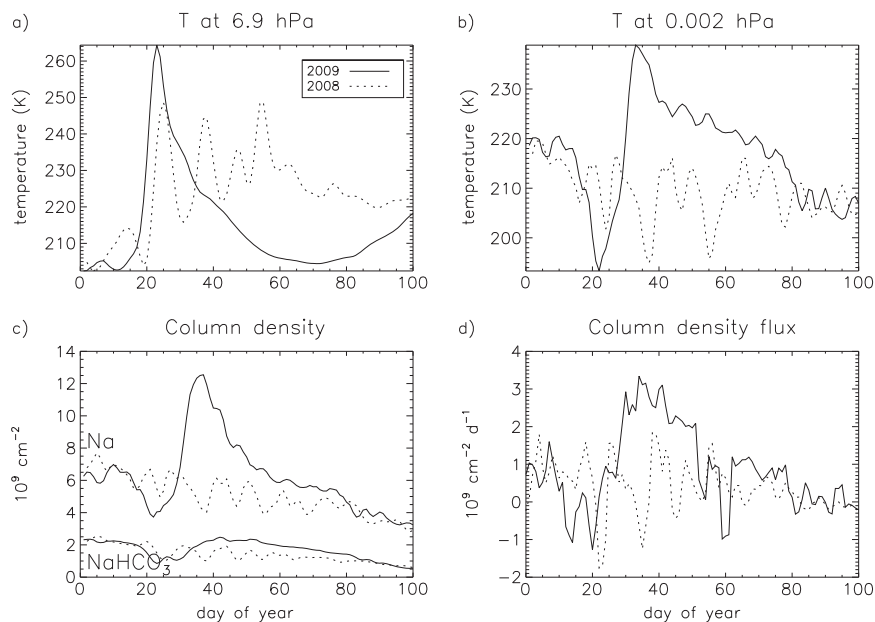 a) T at 6.9 hPa
temperature (K)
260
250
240
230
220
210
0 20 40 60 80 100
2009
2008
b) T at 0.002 hPa
temperature (K)
230
220
210
200
0 20 40 60 80 100
c) Column density
10⁹ cm⁻²
14
12
10
8
6
4
2
0
Na
NaHCO₃
0 20 40 60 80 100
day of year
d) Column density flux
10⁹ cm⁻² d⁻¹
4
3
2
1
0
-1
-2
0 20 40 60 80 100
day of year